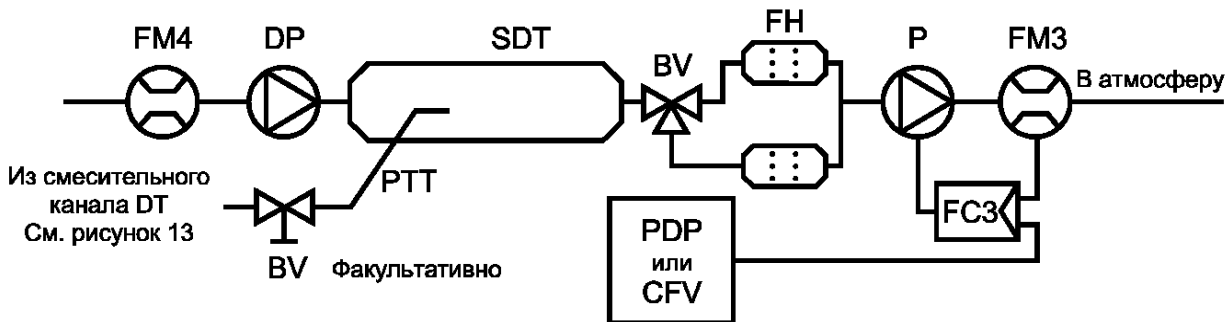 FM4
DP
SDT
BV
FH
P
FM3
В атмосферу
Из смесительного
канала DT
См. рисунок 13
PTT
BV
Факультативно
PDP
или
CFV
FC3